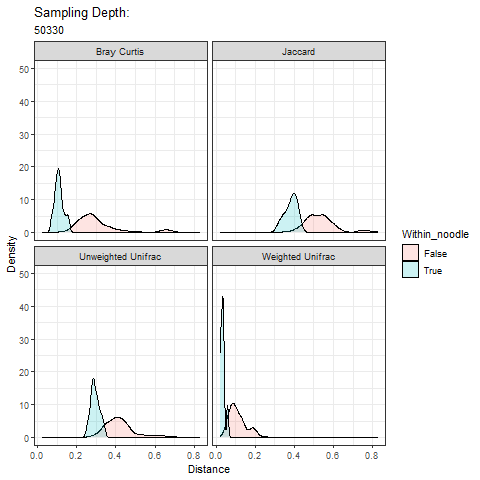 Sampling Depth:
50330
Bray Curtis
Jaccard
50
40
30
20
10
0
Unweighted Unifrac
Weighted Unifrac
50
40
30
20
10
0
0.0 0.2 0.4 0.6 0.8
0.0 0.2 0.4 0.6 0.8
Distance
Density
Within_noodle
False
True